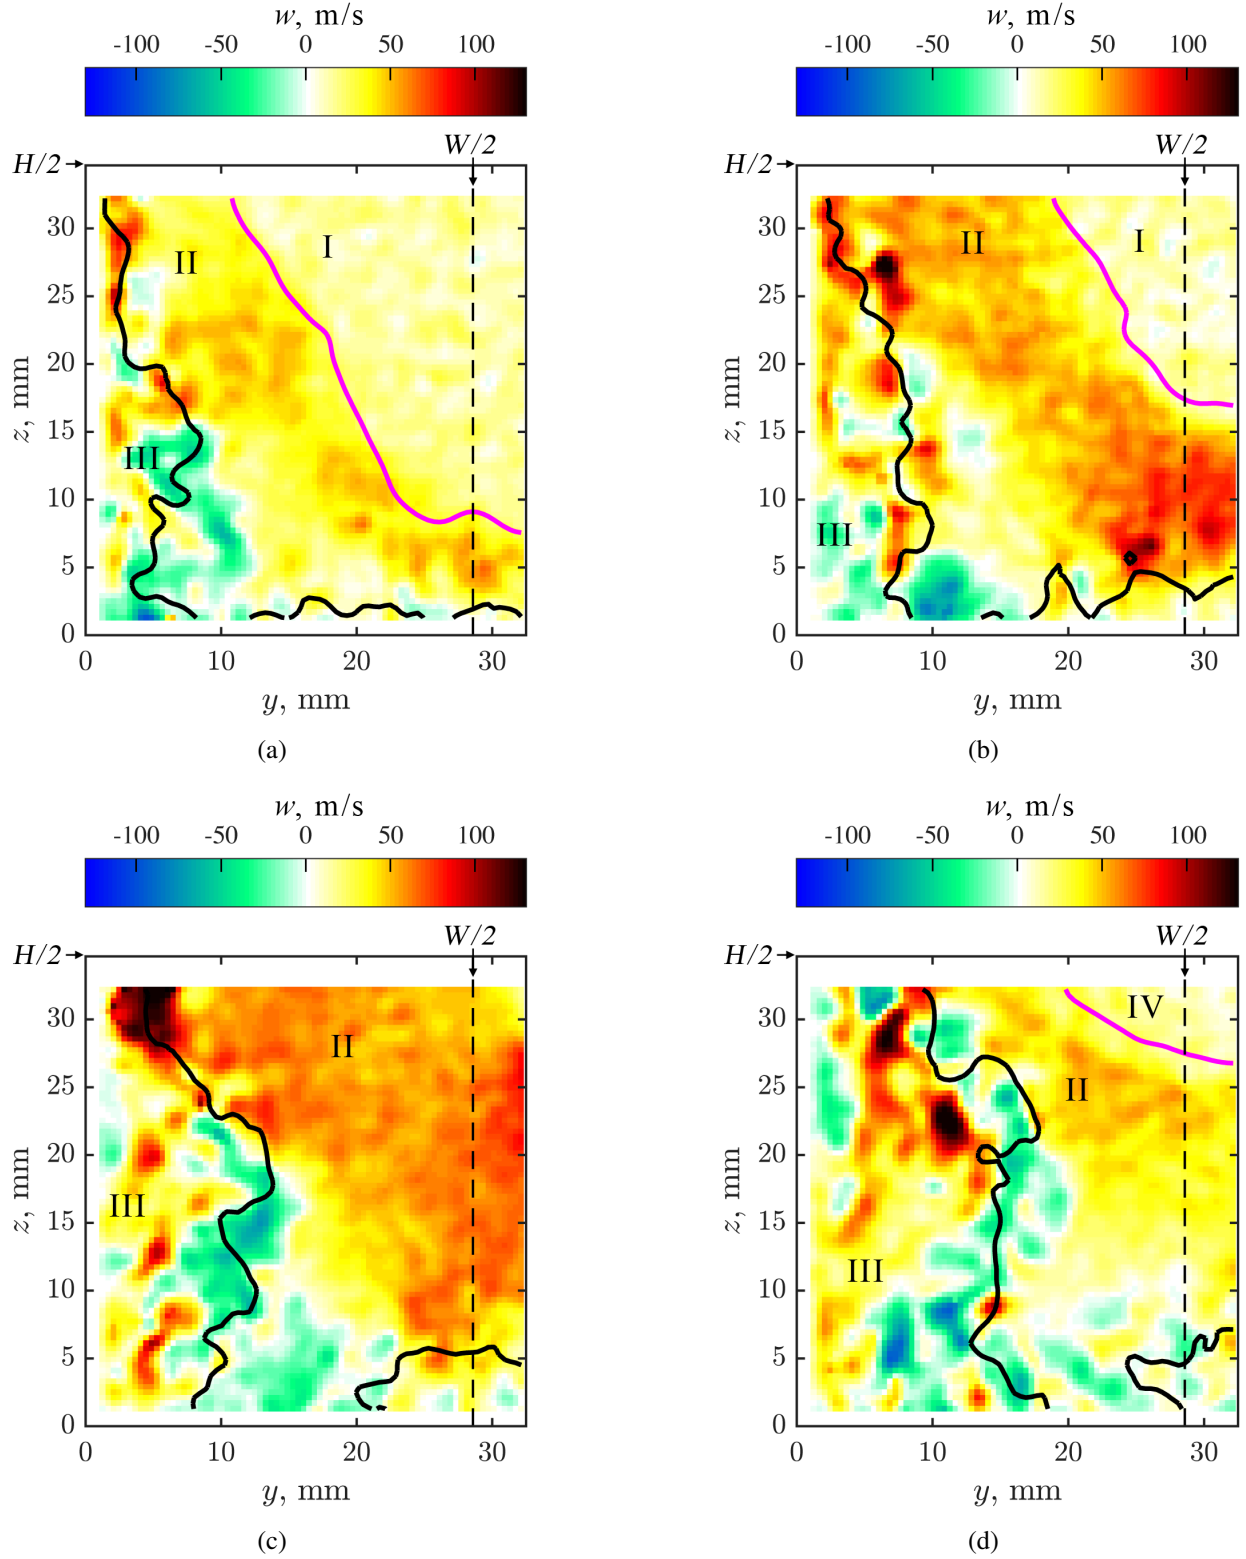 w, m/s w, m/s
-100 -50 0 50 100 -100 -50 0 50 100
H/2 W/2 H/2 W/2
30 I 30 I
II II
25 25
20 20
z, mm z, mm
15 15
III
10 10
III
5 5
0 0
0 10 20 30 0 10 20 30
y, mm y, mm
(a) (b)
w, m/s w, m/s
-100 -50 0 50 100 -100 -50 0 50 100
H/2 W/2 H/2 W/2
30 30 IV
II
25 25 II
20 20
z, mm z, mm
III
15 15
III
10 10
5 5
0 0
0 10 20 30 0 10 20 30
y, mm y, mm
(c) (d)